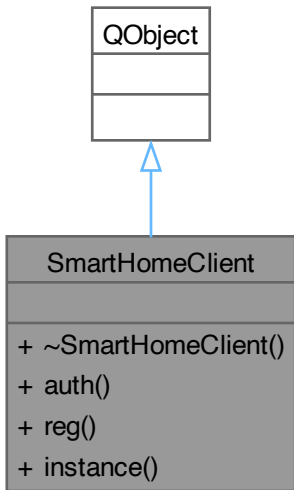 QObject
SmartHomeClient
+ ~SmartHomeClient()
+ auth()
+ reg()
+ instance()